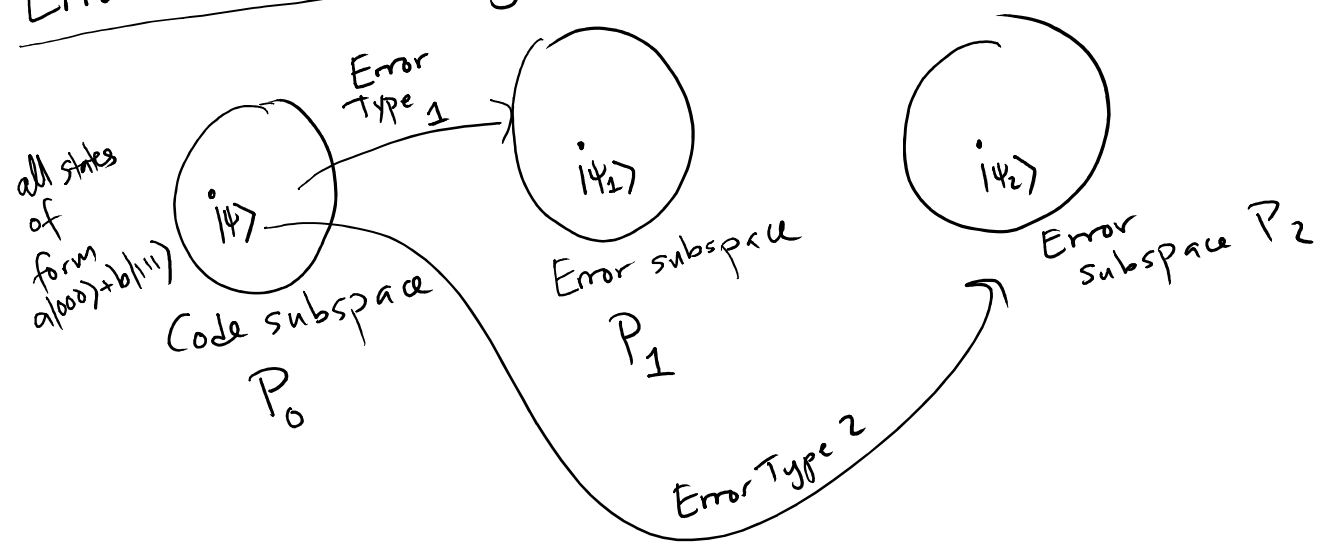 Error
Type 1
all states
of
form
a|000⟩+b|111⟩
|ψ⟩
|ψ₁⟩
|ψ₂⟩
Code subspace
P₀
Error subspace
P₁
Error
subspace P₂
Error Type 2